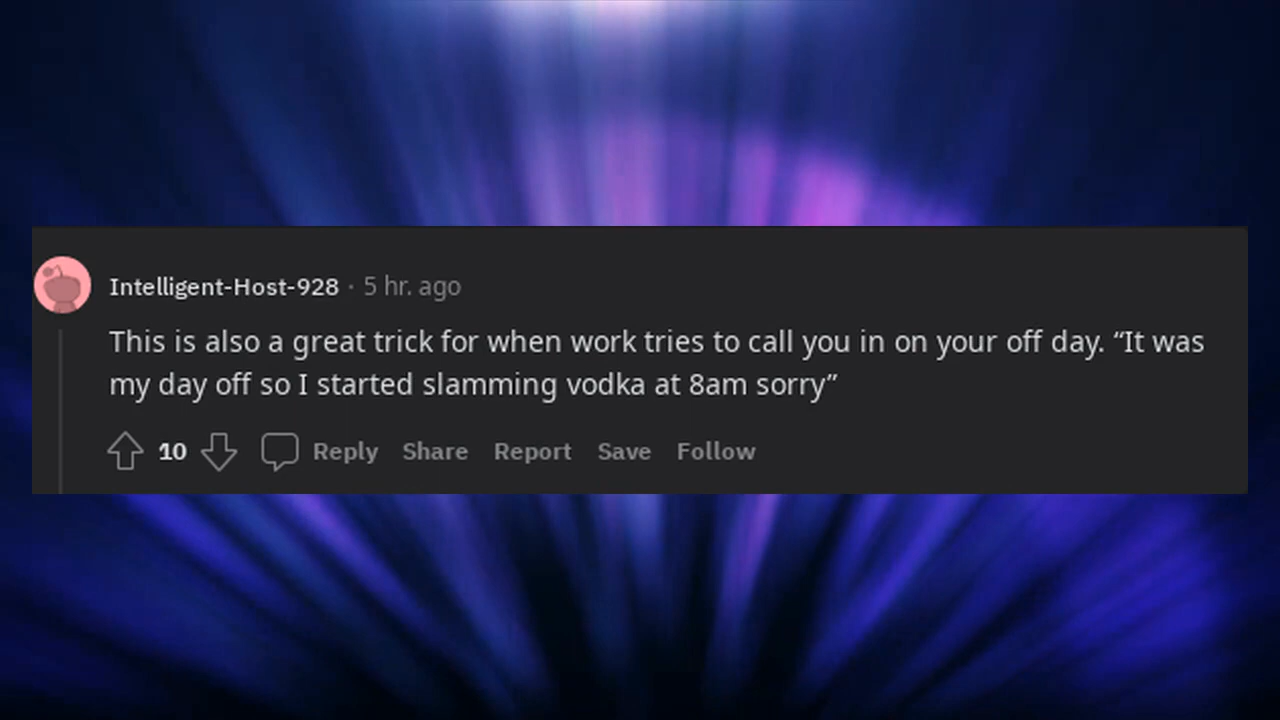 Intelligent-Host-928 · 5 hr. ago
This is also a great trick for when work tries to call you in on your off day. “It was
my day off so I started slamming vodka at 8am sorry”
10 Reply Share Report Save Follow